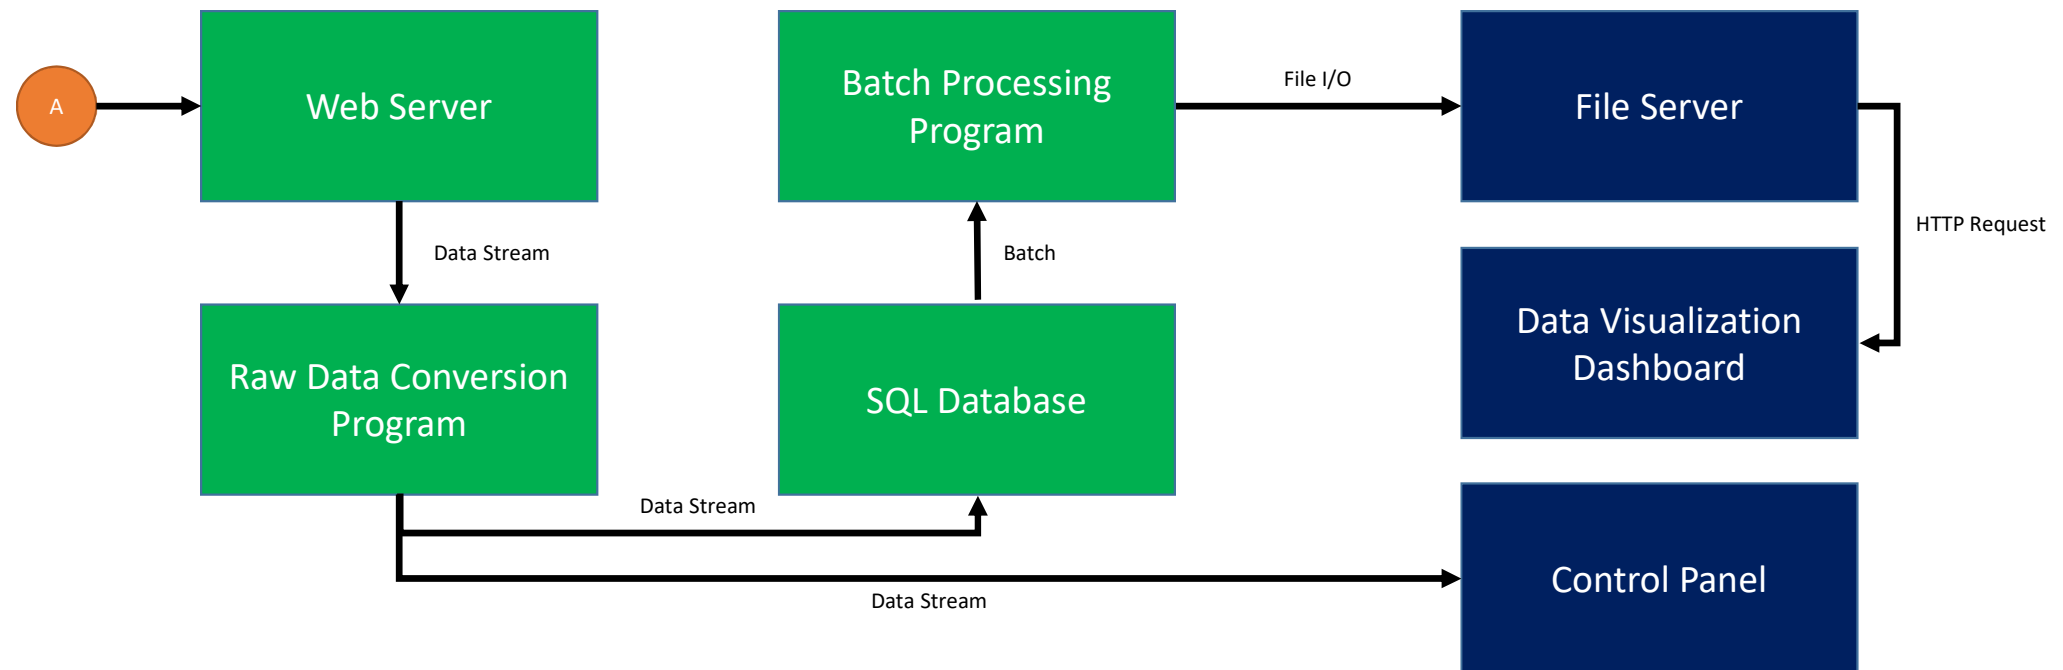 A
Web Server
Batch Processing
Program
File I/O
File Server
HTTP Request
Data Stream
Batch
Raw Data Conversion
Program
SQL Database
Data Visualization
Dashboard
Data Stream
Data Stream
Control Panel